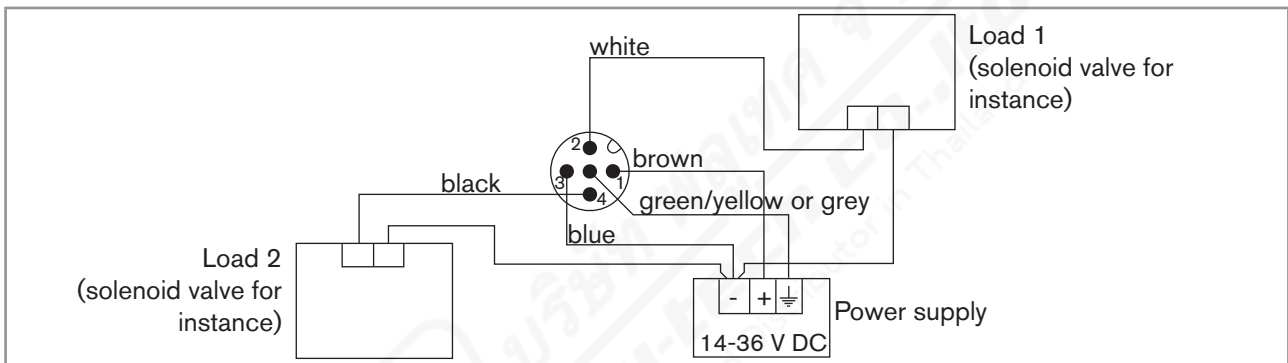 white
Load 1
(solenoid valve for
instance)
2
brown
3
1
black
4
green/yellow or grey
blue
Load 2
(solenoid valve for
instance)
- +
Power supply
14-36 V DC